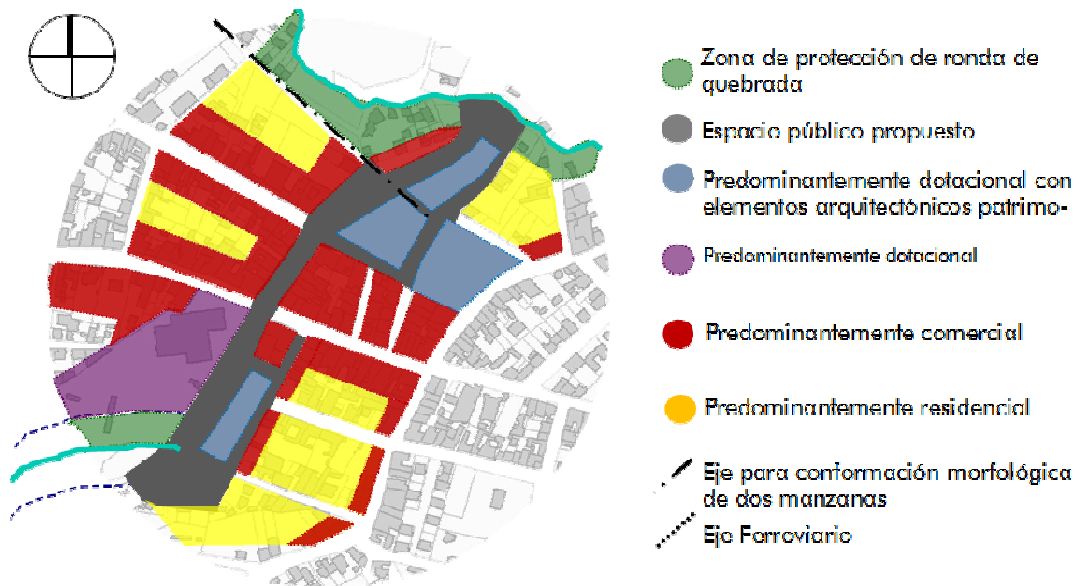 Zona de protección de ronda de
quebrada
Espacio público propuesto
Predominantemente dotacional con
elementos arquitectónicos patrimo-
Predominantemente dotacional
Predominantemente comercial
Predominantemente residencial
Eje para conformación morfológica
de dos manzanas
Eje Ferroviario